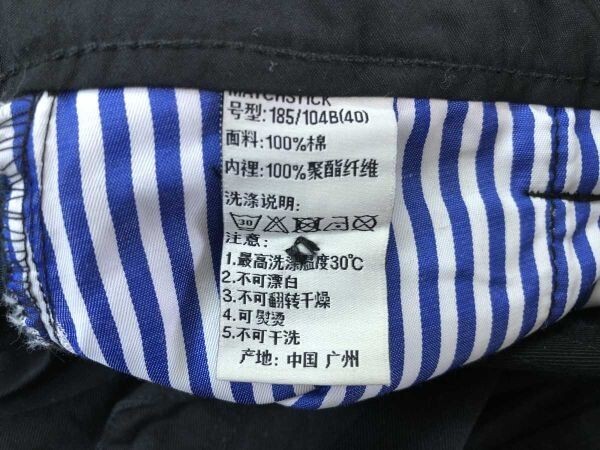 MATCHSTICK
号型:185/104B(40)
面料:100%棉
内裡:100%聚酯纤维
洗涤说明:
30
注意:
1.最高洗涤温度30℃
2.不可漂白
3.不可翻转干燥
4.可熨烫
5.不可干洗
产地: 中国 广州